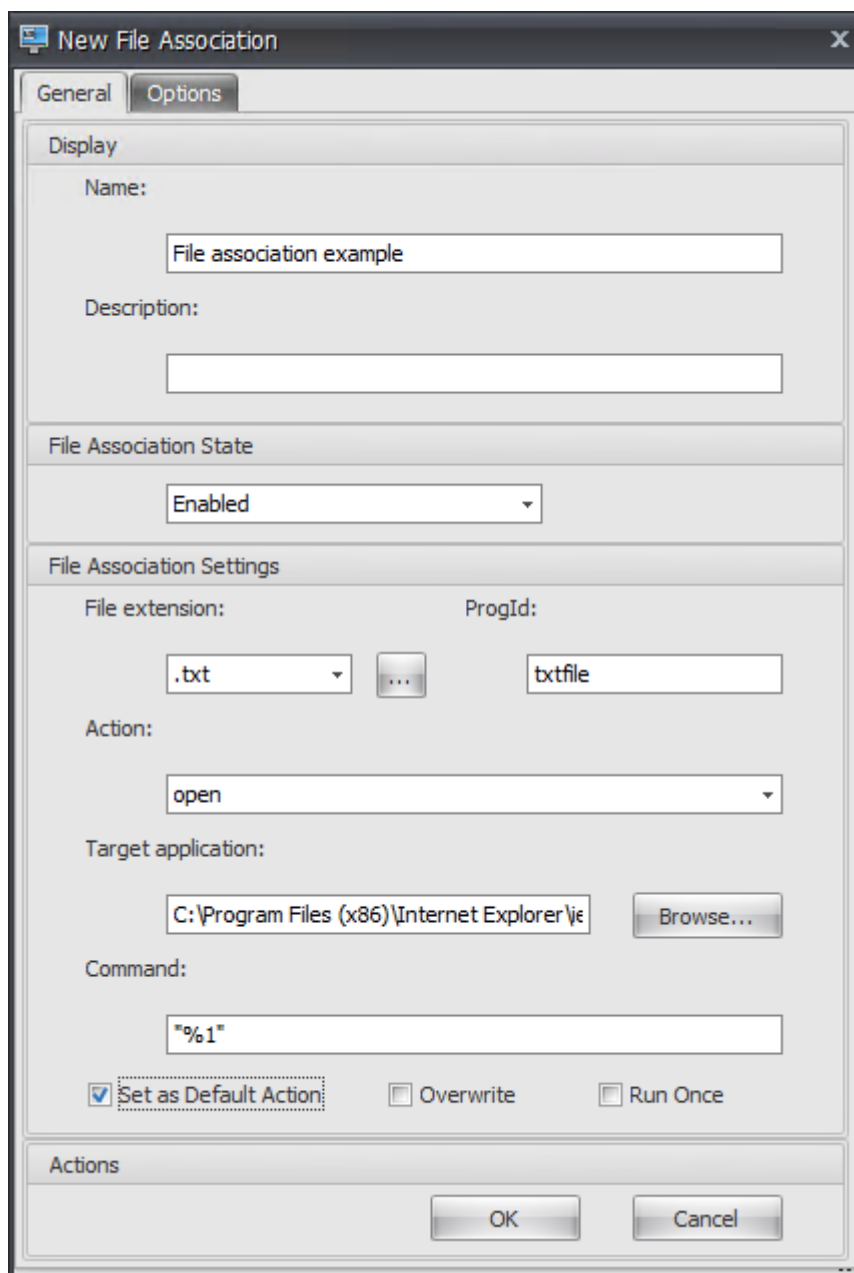 New File Association
General Options
Display
Name:
File association example
Description:
File Association State
Enabled
File Association Settings
File extension: ProgId:
.txt ... txtfile
Action:
open
Target application:
C:\Program Files (x86)\Internet Explorer\ie Browse...
Command:
"%1"
Set as Default Action Overwrite Run Once
Actions
OK Cancel